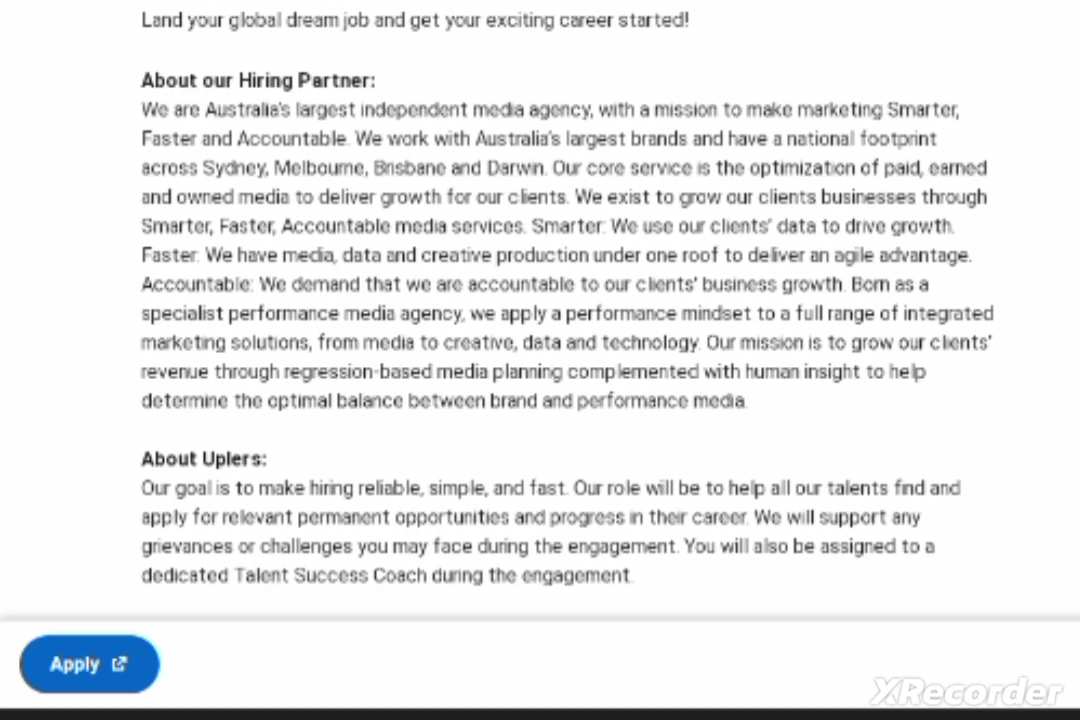 Land your global dream job and get your exciting career started!
About our Hiring Partner:
We are Australia's largest independent media agency, with a mission to make marketing Smarter,
Faster and Accountable. We work with Australia's largest brands and have a national footprint
across Sydney, Melbourne, Brisbane and Darwin. Our core service is the optimization of paid, earned
and owned media to deliver growth for our clients. We exist to grow our clients businesses through
Smarter, Faster, Accountable media services. Smarter: We use our clients' data to drive growth.
Faster: We have media, data and creative production under one roof to deliver an agile advantage.
Accountable: We demand that we are accountable to our clients' business growth. Born as a
specialist performance media agency, we apply a performance mindset to a full range of integrated
marketing solutions, from media to creative, data and technology. Our mission is to grow our clients'
revenue through regression-based media planning complemented with human insight to help
determine the optimal balance between brand and performance media.
About Uplers:
Our goal is to make hiring reliable, simple, and fast. Our role will be to help all our talents find and
apply for relevant permanent opportunities and progress in their career. We will support any
grievances or challenges you may face during the engagement. You will also be assigned to a
dedicated Talent Success Coach during the engagement.
Apply
XRecorder